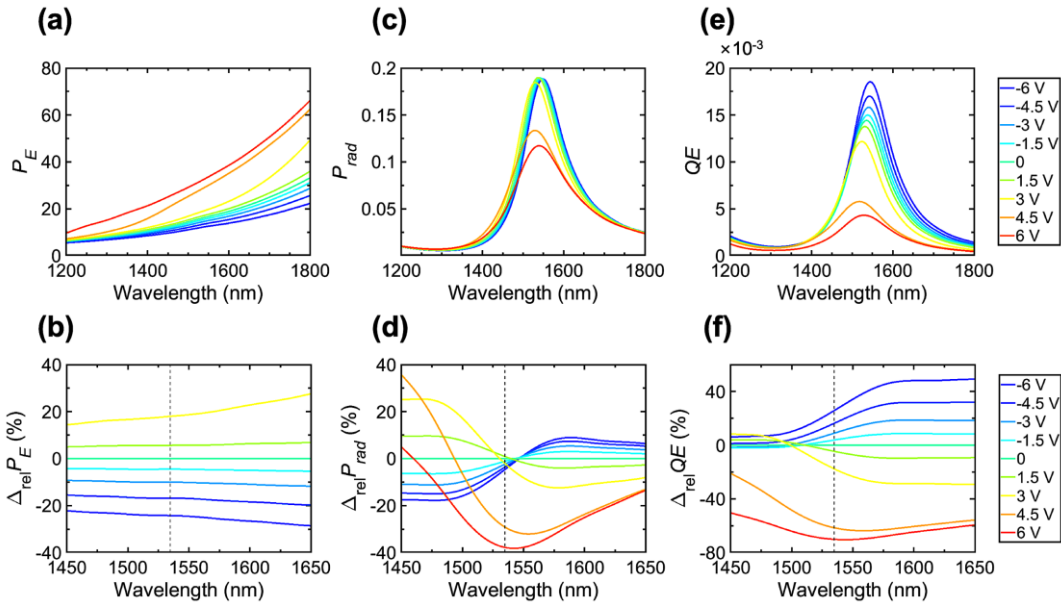 (a)
80
60
40
20
0
P_E
1200 1400 1600 1800
Wavelength (nm)
(c)
0.2
0.15
0.1
0.05
P_rad
1200 1400 1600 1800
Wavelength (nm)
(e)
×10⁻³
20
15
10
5
0
QE
1200 1400 1600 1800
Wavelength (nm)
-6 V
-4.5 V
-3 V
-1.5 V
0
1.5 V
3 V
4.5 V
6 V
(b)
40
20
0
-20
-40
Δ_rel P_E (%)
1450 1500 1550 1600 1650
Wavelength (nm)
(d)
40
20
0
-20
-40
Δ_rel P_rad (%)
1450 1500 1550 1600 1650
Wavelength (nm)
(f)
40
0
-40
-80
Δ_rel QE (%)
1450 1500 1550 1600 1650
Wavelength (nm)
-6 V
-4.5 V
-3 V
-1.5 V
0
1.5 V
3 V
4.5 V
6 V